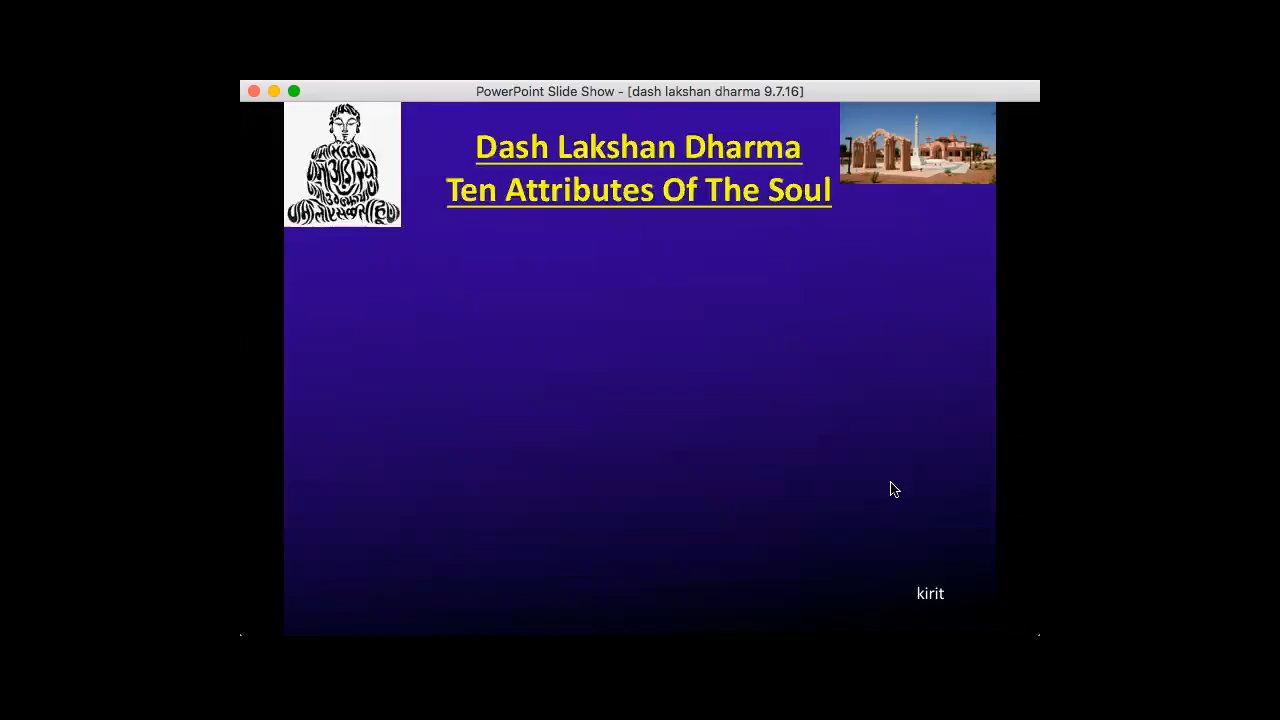 PowerPoint Slide Show - [dash lakshan dharma 9.7.16]
Dash Lakshan Dharma
Ten Attributes Of The Soul
kirit